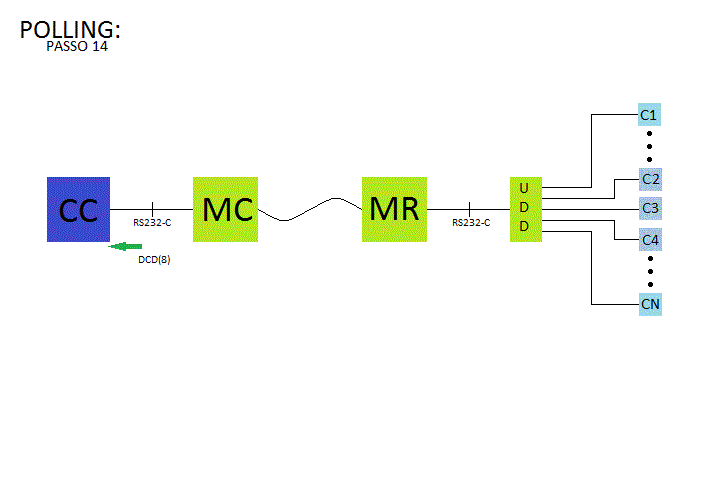 POLLING:
PASSO 14
C1
C2
CC
MC
MR
U
D
D
C3
RS232-C
RS232-C
C4
DCD(8)
CN